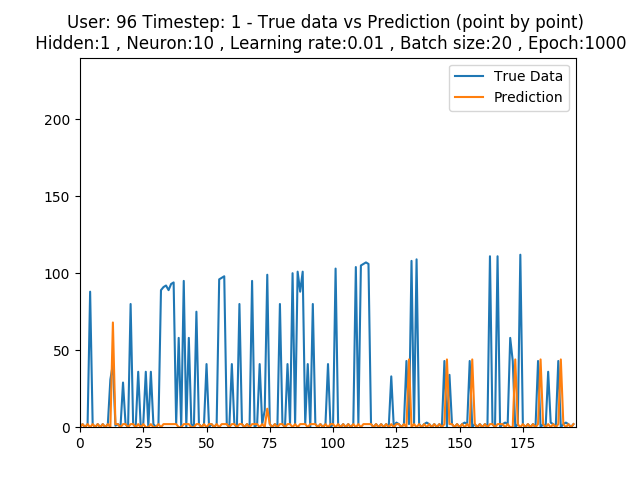 User: 96 Timestep: 1 - True data vs Prediction (point by point)
Hidden:1 , Neuron:10 , Learning rate:0.01 , Batch size:20 , Epoch:1000
True Data
Prediction
200
150
100
50
0
0 25 50 75 100 125 150 175